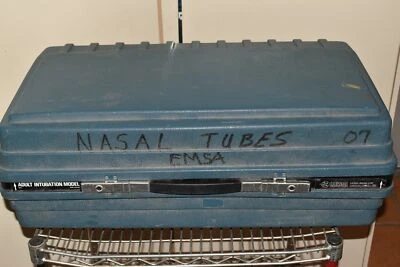 NASAL TUBES 07
EMSA
ADULT INTUBATION MODEL